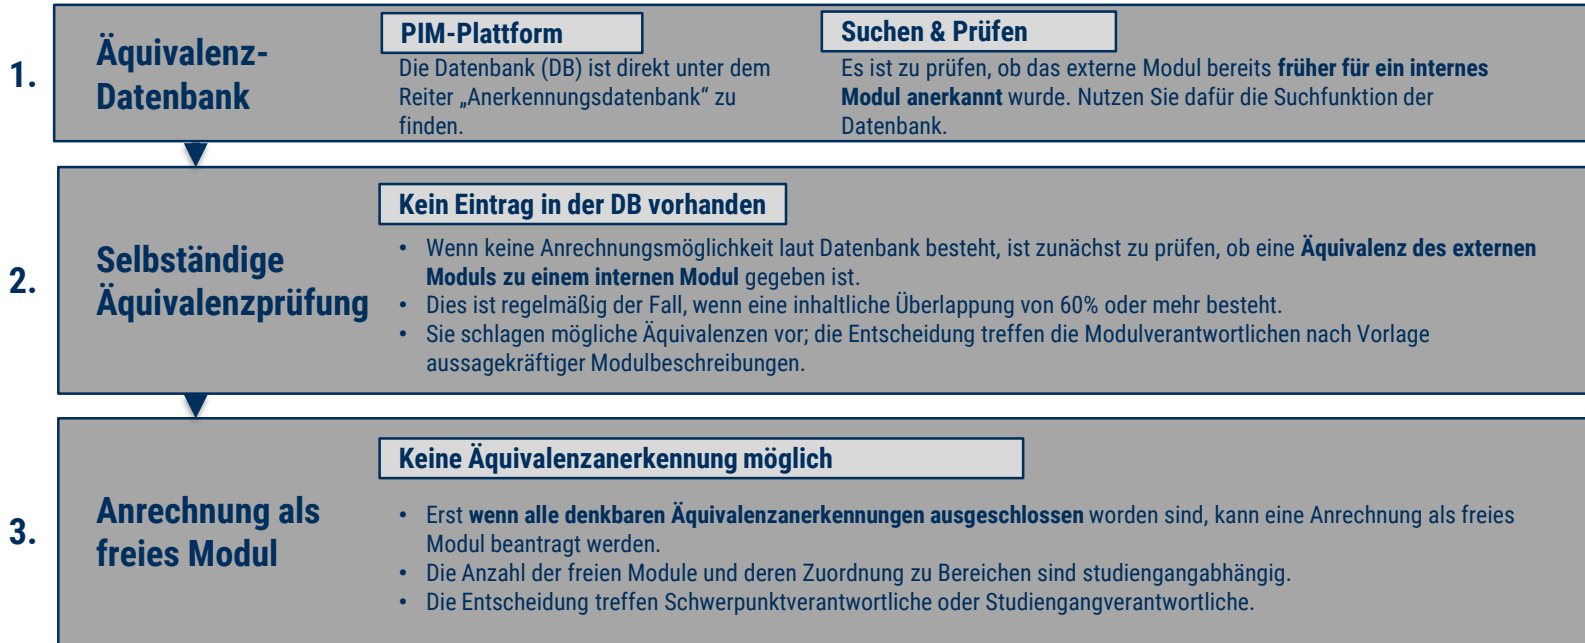 1.
Äquivalenz-
Datenbank
PIM-Plattform
Die Datenbank (DB) ist direkt unter dem
Reiter „Anerkennungsdatenbank“ zu
finden.
Suchen & Prüfen
Es ist zu prüfen, ob das externe Modul bereits früher für ein internes
Modul anerkannt wurde. Nutzen Sie dafür die Suchfunktion der
Datenbank.
2.
Selbständige
Äquivalenzprüfung
Kein Eintrag in der DB vorhanden
• Wenn keine Anrechnungsmöglichkeit laut Datenbank besteht, ist zunächst zu prüfen, ob eine Äquivalenz des externen
Moduls zu einem internen Modul gegeben ist.
• Dies ist regelmäßig der Fall, wenn eine inhaltliche Überlappung von 60% oder mehr besteht.
• Sie schlagen mögliche Äquivalenzen vor; die Entscheidung treffen die Modulverantwortlichen nach Vorlage
aussagekräftiger Modulbeschreibungen.
3.
Anrechnung als
freies Modul
Keine Äquivalenzanerkennung möglich
• Erst wenn alle denkbaren Äquivalenzanerkennungen ausgeschlossen worden sind, kann eine Anrechnung als freies
Modul beantragt werden.
• Die Anzahl der freien Module und deren Zuordnung zu Bereichen sind studiengangabhängig.
• Die Entscheidung treffen Schwerpunktverantwortliche oder Studiengangverantwortliche.